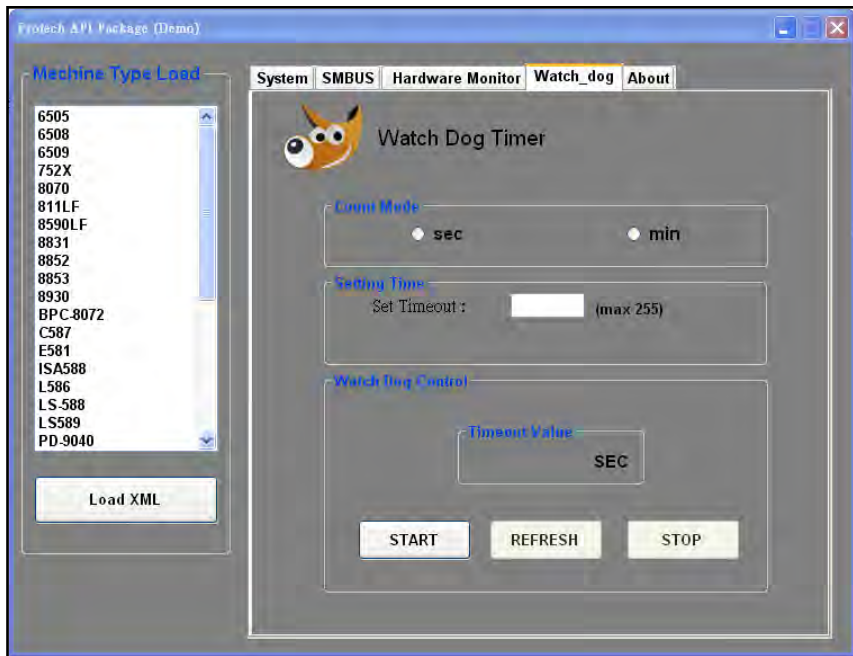 Protech API Package (Demo)
Mechine Type Load
6505
6508
6509
752X
8070
811LF
8590LF
8831
8852
8853
8930
BPC-8072
C587
E581
ISA588
L586
LS-588
LS589
PD-9040
Load XML
System SMBUS Hardware Monitor Watch_dog About
Watch Dog Timer
Count Mode
sec min
Setting Time
Set Timeout : (max 255)
Watch Dog Control
Timeout Value
SEC
START REFRESH STOP